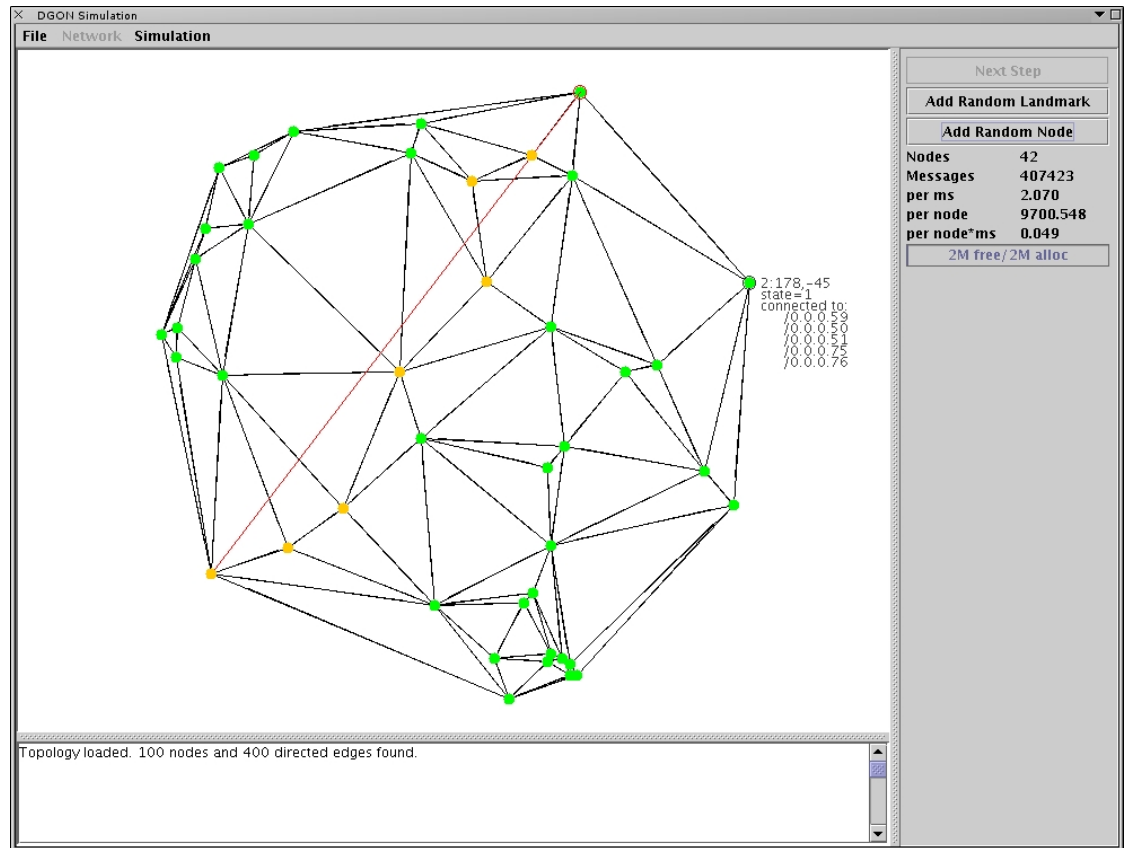 DGON Simulation
File Network Simulation
Next Step
Add Random Landmark
Add Random Node
Nodes 42
Messages 407423
per ms 2.070
per node 9700.548
per node*ms 0.049
2M free/2M alloc
2:178,-45
state=1
connected to:
/0.0.0.59
/0.0.0.50
/0.0.0.51
/0.0.0.75
/0.0.0.76
Topology loaded. 100 nodes and 400 directed edges found.